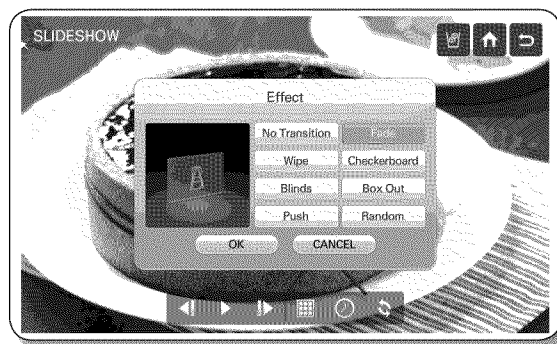 SLIDESHOW
Effect
No Transition Fade
Wipe Checkerboard
Blinds Box Out
Push Random
OK CANCEL